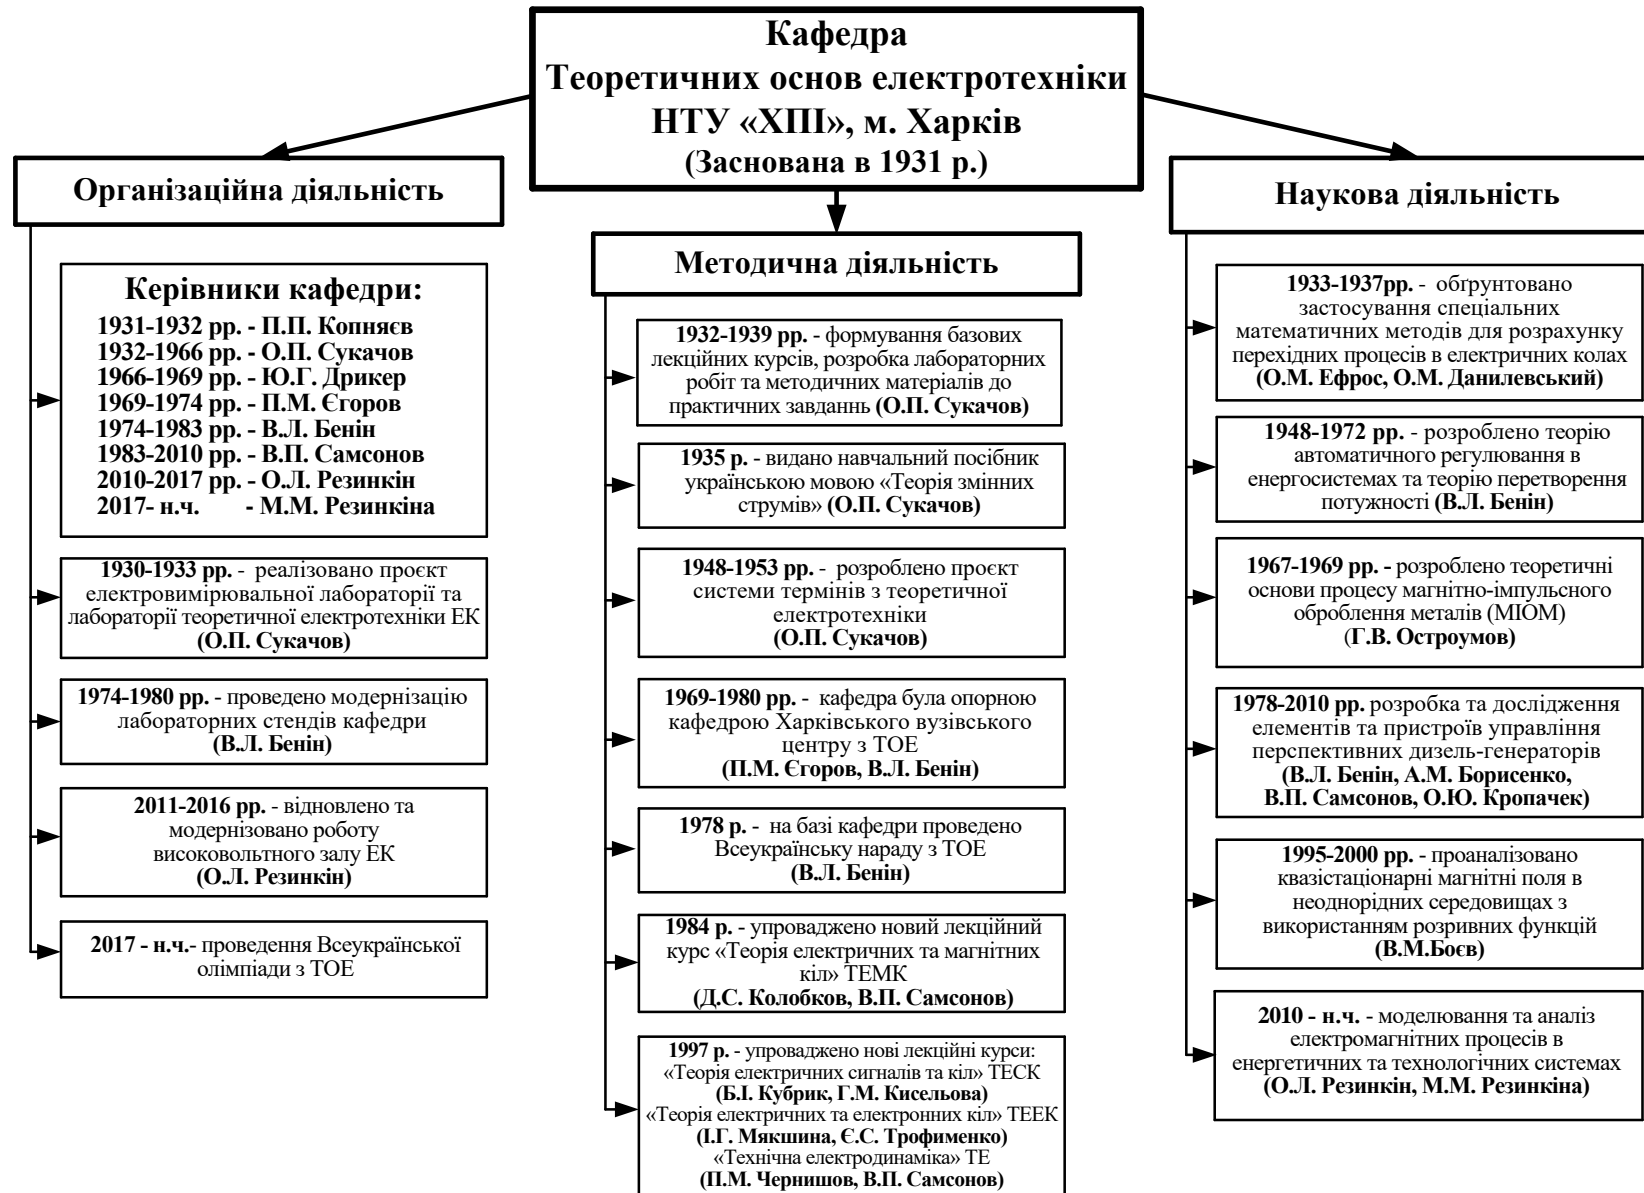 Кафедра
Теоретичних основ електротехніки
НТУ «ХПІ», м. Харків
(Заснована в 1931 р.)
Організаційна діяльність
Керівники кафедри:
1931-1932 рр. - П.П. Копняєв
1932-1966 рр. - О.П. Сукачов
1966-1969 рр. - Ю.Г. Дрикер
1969-1974 рр. - П.М. Єгоров
1974-1983 рр. - В.Л. Бенін
1983-2010 рр. - В.П. Самсонов
2010-2017 рр. - О.Л. Резинкін
2017- н.ч. - М.М. Резинкіна
1930-1933 рр. - реалізовано проєкт
електровимірювальної лабораторії та
лабораторії теоретичної електротехніки ЕК
(О.П. Сукачов)
1974-1980 рр. - проведено модернізацію
лабораторних стендів кафедри
(В.Л. Бенін)
2011-2016 рр. - відновлено та
модернізовано роботу
високовольтного залу ЕК
(О.Л. Резинкін)
2017 - н.ч.- проведення Всеукраїнської
олімпіади з ТОЕ
Методична діяльність
1932-1939 рр. - формування базових
лекційних курсів, розробка лабораторних
робіт та методичних матеріалів до
практичних завданнь (О.П. Сукачов)
1935 р. - видано навчальний посібник
українською мовою «Теорія змінних
струмів» (О.П. Сукачов)
1948-1953 рр. - розроблено проєкт
системи термінів з теоретичної
електротехніки
(О.П. Сукачов)
1969-1980 рр. - кафедра була опорною
кафедрою Харківського вузівського
центру з ТОЕ
(П.М. Єгоров, В.Л. Бенін)
1978 р. - на базі кафедри проведено
Всеукраїнську нараду з ТОЕ
(В.Л. Бенін)
1984 р. - упроваджено новий лекційний
курс «Теорія електричних та магнітних
кіл» ТЕМК
(Д.С. Колобков, В.П. Самсонов)
1997 р. - упроваджено нові лекційні курси:
«Теорія електричних сигналів та кіл» ТЕСК
(Б.І. Кубрик, Г.М. Кисельова)
«Теорія електричних та електронних кіл» ТЕЕК
(І.Г. Мякшина, Є.С. Трофименко)
«Технічна електродинаміка» ТЕ
(П.М. Чернишов, В.П. Самсонов)
Наукова діяльність
1933-1937рр. - обґрунтовано
застосування спеціальних
математичних методів для розрахунку
перехідних процесів в електричних колах
(О.М. Ефрос, О.М. Данилевський)
1948-1972 рр. - розроблено теорію
автоматичного регулювання в
енергосистемах та теорію перетворення
потужності (В.Л. Бенін)
1967-1969 рр. - розроблено теоретичні
основи процесу магнітно-імпульсного
оброблення металів (МІОМ)
(Г.В. Остроумов)
1978-2010 рр. розробка та дослідження
елементів та пристроїв управління
перспективних дизель-генераторів
(В.Л. Бенін, А.М. Борисенко,
В.П. Самсонов, О.Ю. Кропачек)
1995-2000 рр. - проаналізовано
квазістаціонарні магнітні поля в
неоднорідних середовищах з
використанням розривних функцій
(В.М.Боєв)
2010 - н.ч. - моделювання та аналіз
електромагнітних процесів в
енергетичних та технологічних системах
(О.Л. Резинкін, М.М. Резинкіна)